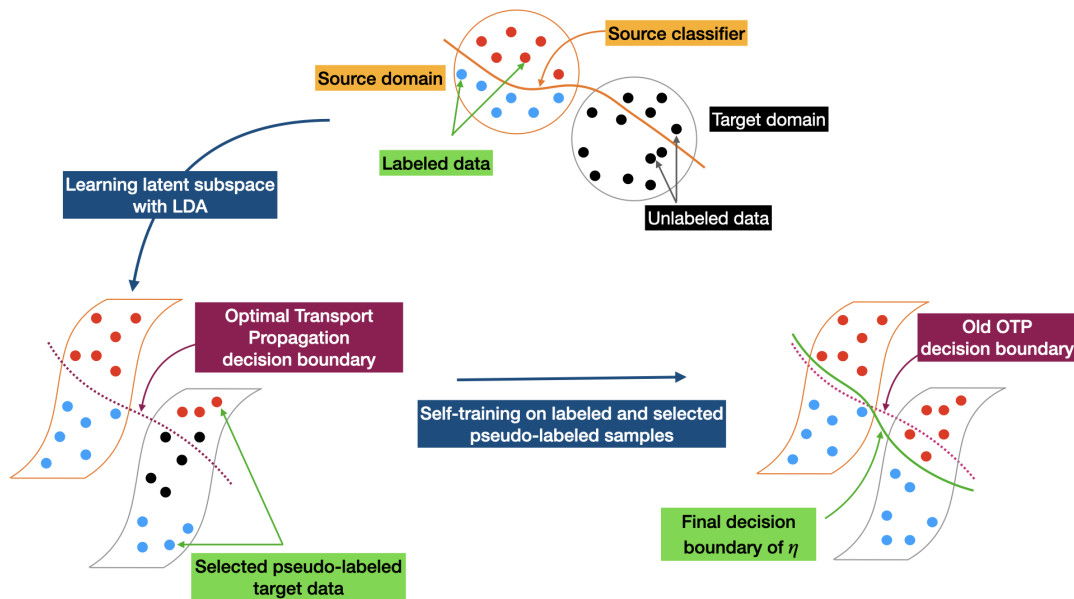 Source classifier
Source domain
Target domain
Labeled data
Learning latent subspace
with LDA
Unlabeled data
Optimal Transport
Propagation
decision boundary
Old OTP
decision boundary
Self-training on labeled and selected
pseudo-labeled samples
Final decision
boundary of η
Selected pseudo-labeled
target data